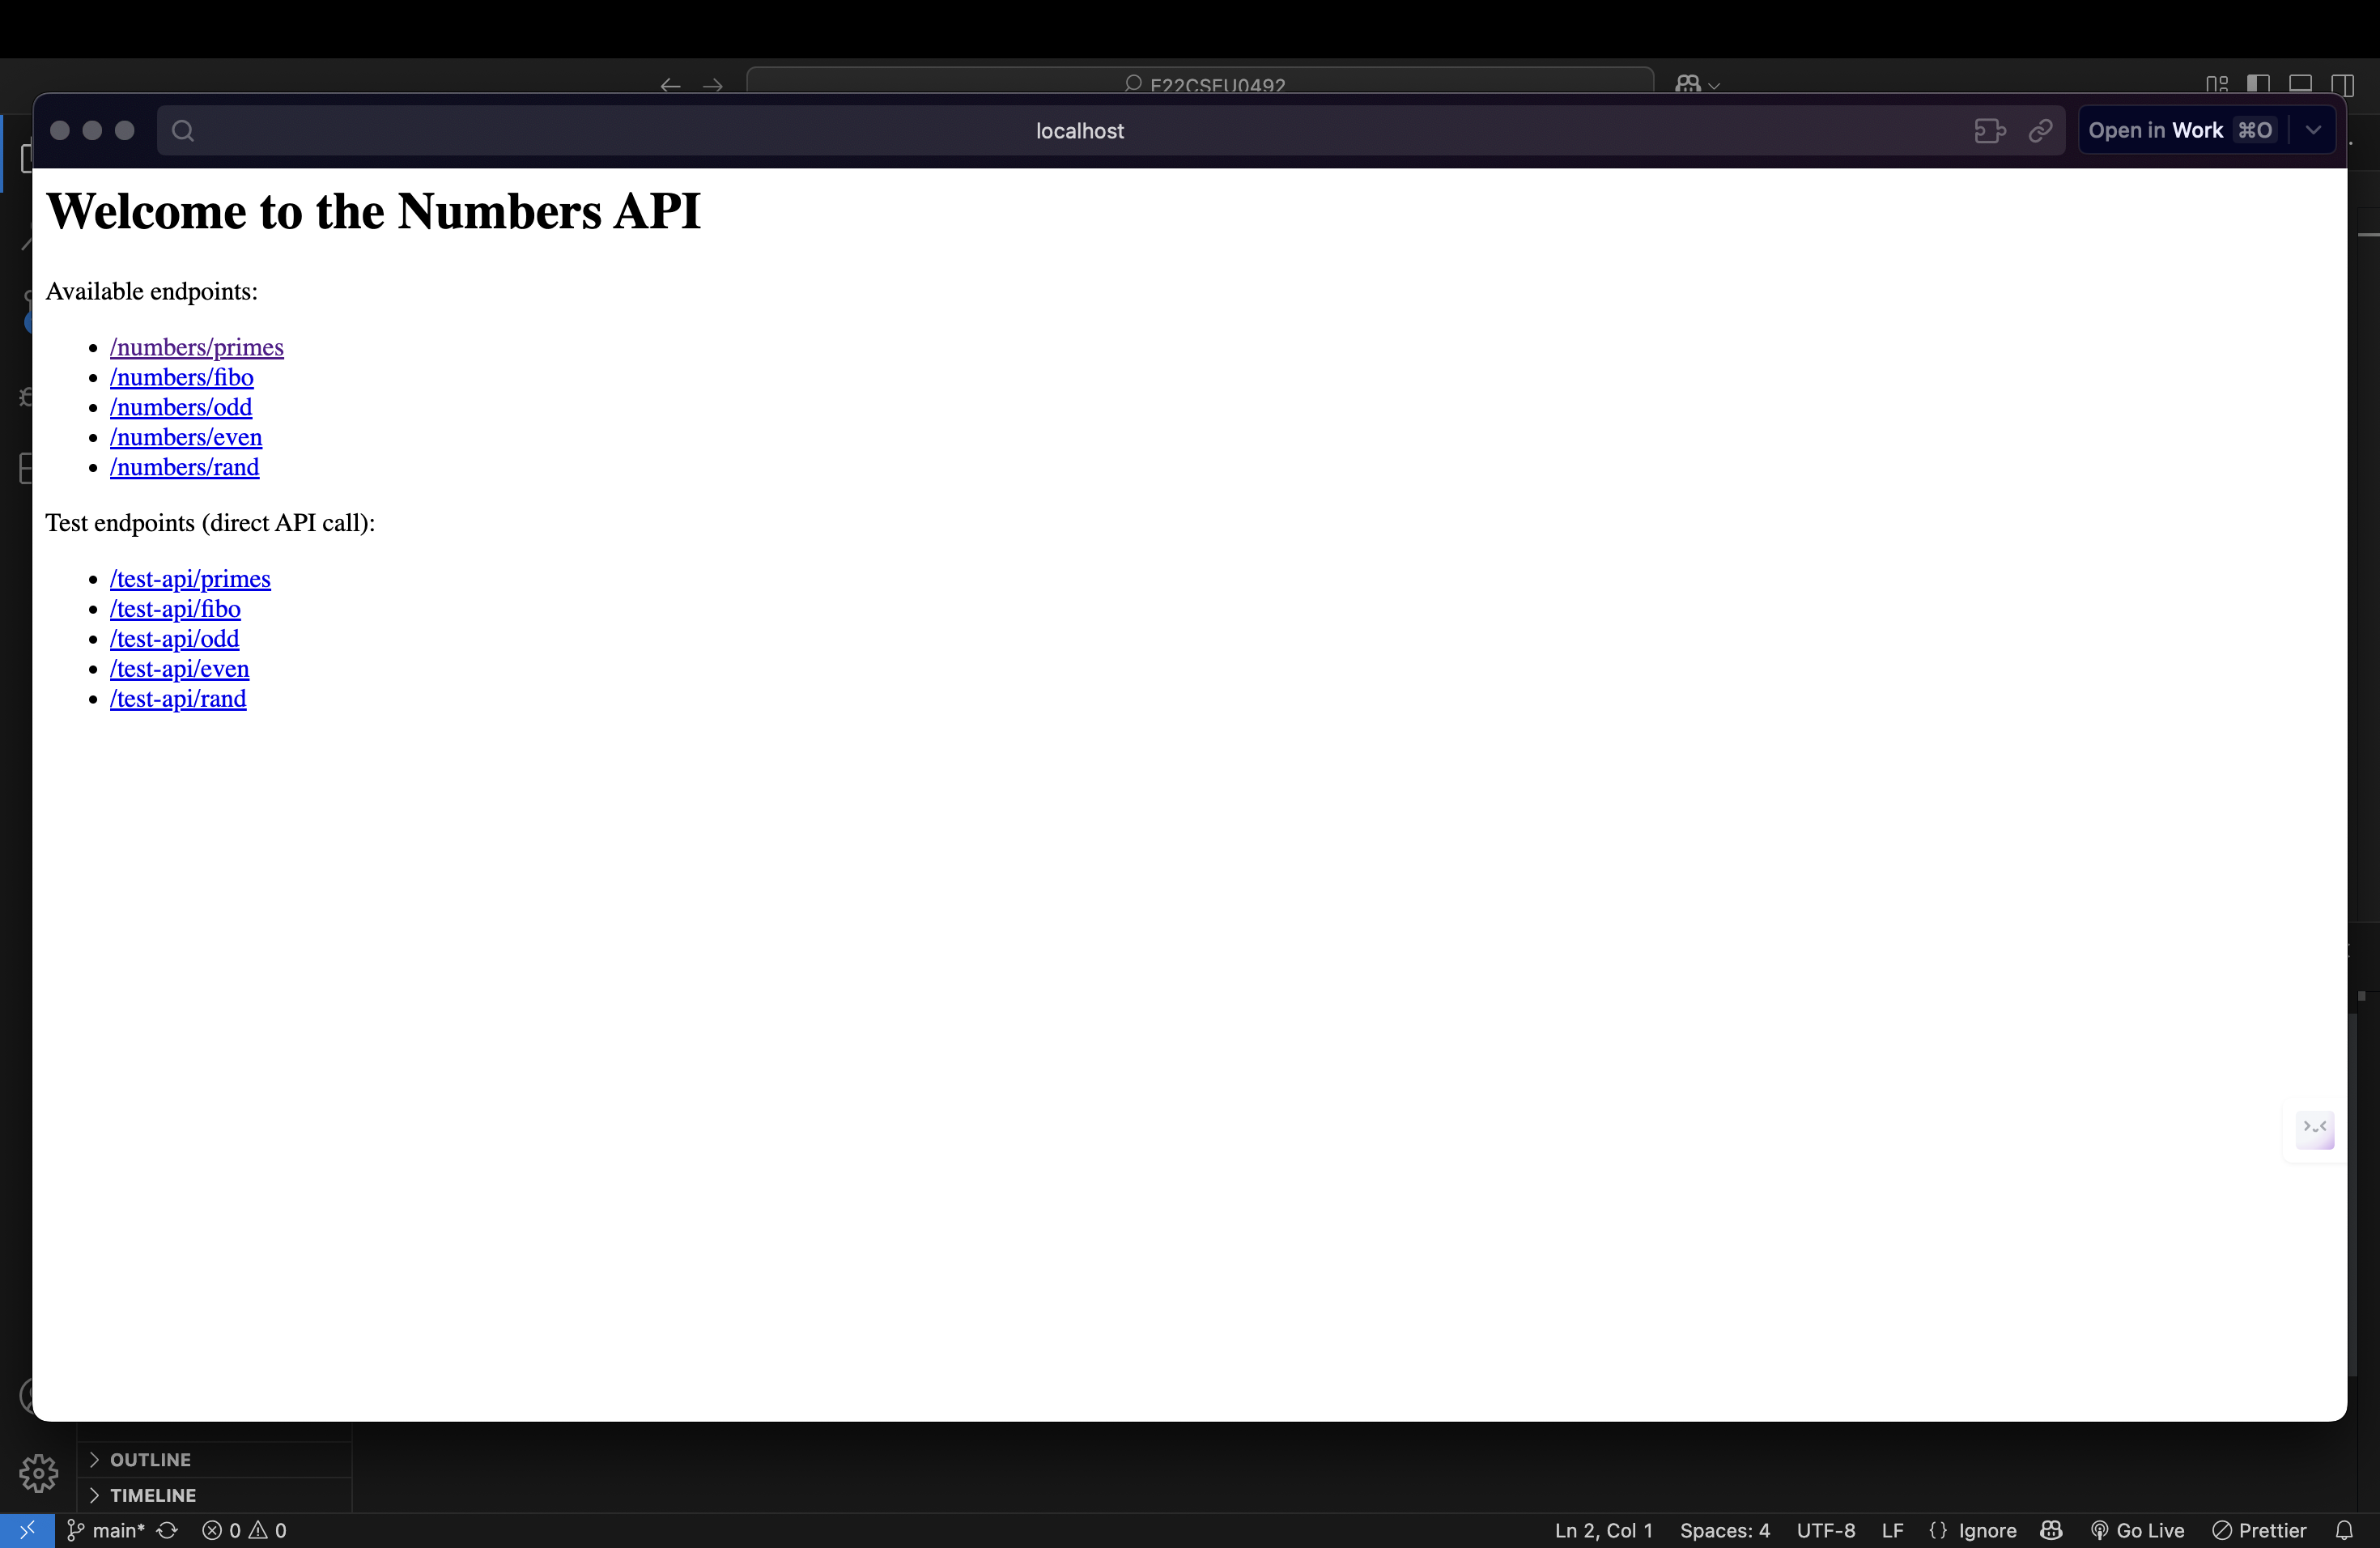 E22CSEU0492
localhost
Open in Work ⌘O
Welcome to the Numbers API
Available endpoints:
/numbers/primes
/numbers/fibo
/numbers/odd
/numbers/even
/numbers/rand
Test endpoints (direct API call):
/test-api/primes
/test-api/fibo
/test-api/odd
/test-api/even
/test-api/rand
OUTLINE
TIMELINE
main* 0 0 Ln 2, Col 1 Spaces: 4 UTF-8 LF {} Ignore Go Live Prettier